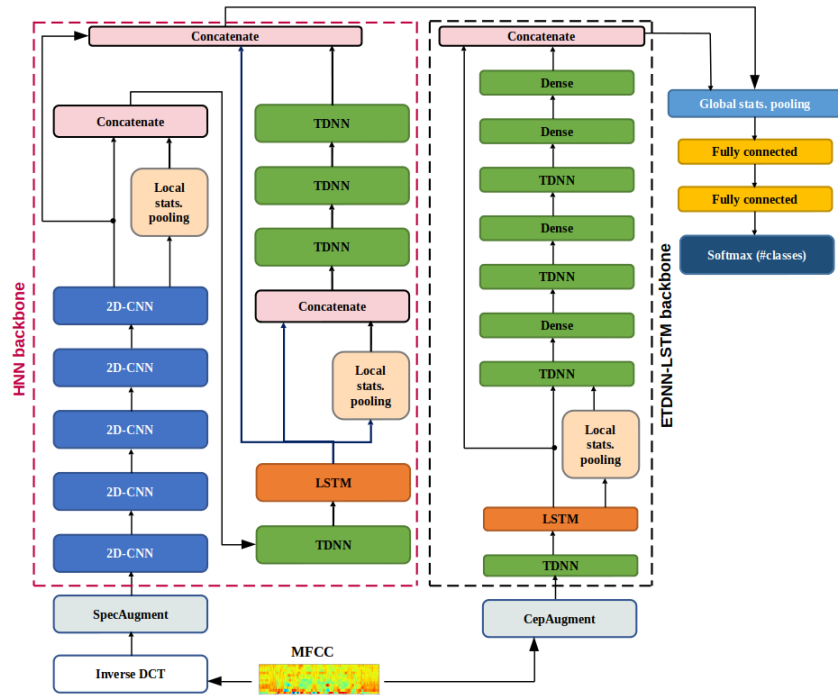 Concatenate
Concatenate
Local
stats.
pooling
2D-CNN
2D-CNN
2D-CNN
2D-CNN
2D-CNN
SpecAugment
Inverse DCT
HNN backbone
TDNN
TDNN
TDNN
Concatenate
Local
stats.
pooling
LSTM
TDNN
MFCC
Concatenate
Dense
Dense
TDNN
Dense
TDNN
Dense
TDNN
Local
stats.
pooling
LSTM
TDNN
CepAugment
ETDNN-LSTM backbone
Global stats. pooling
Fully connected
Fully connected
Softmax (#classes)